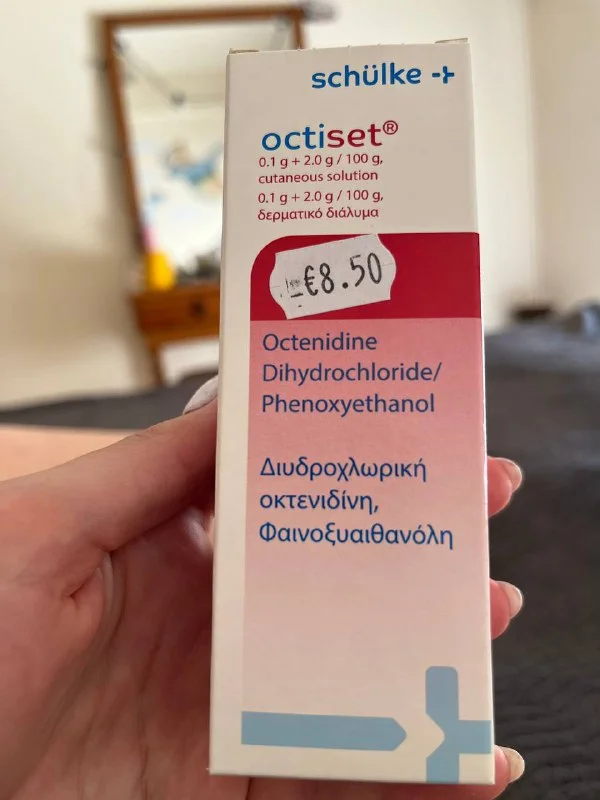 schülke
octiset®
0.1 g + 2.0 g / 100 g,
cutaneous solution
0.1 g + 2.0 g / 100 g,
δερματικό διάλυμα
€8.50
Octenidine
Dihydrochloride/
Phenoxyethanol
Διυδροχλωρική
οκτενιδίνη,
Φαινοξυαιθανόλη